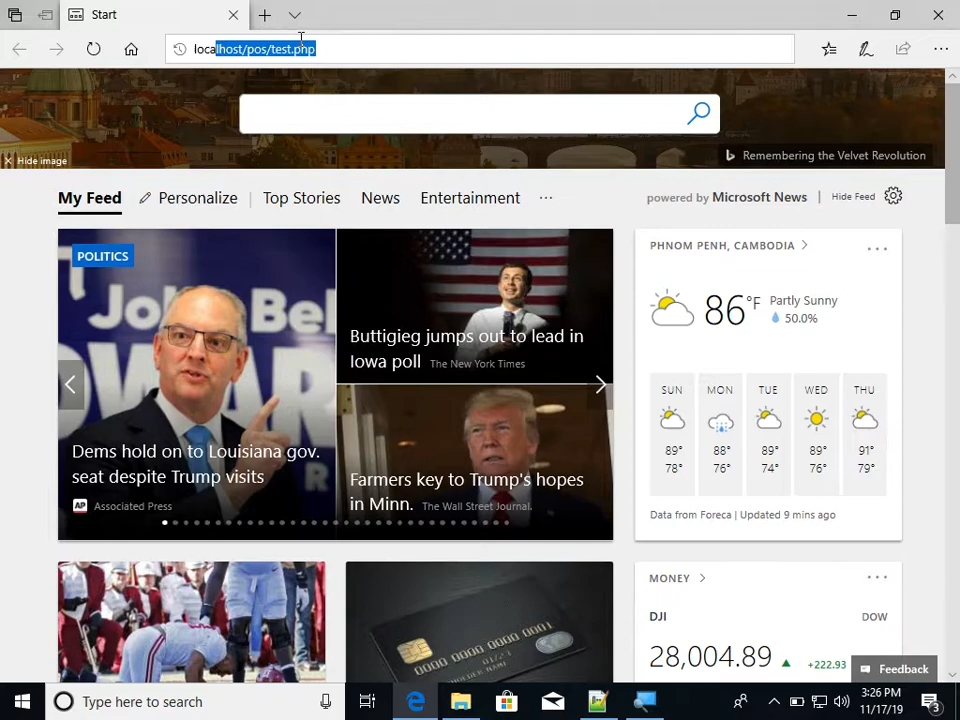 Start
localhost/pos/test.php
Hide image
Remembering the Velvet Revolution
My Feed
Personalize
Top Stories
News
Entertainment
powered by Microsoft News
Hide Feed
POLITICS
Dems hold on to Louisiana gov.
seat despite Trump visits
AP Associated Press
Buttigieg jumps out to lead in
Iowa poll The New York Times
Farmers key to Trump's hopes
in Minn. The Wall Street Journal.
PHNOM PENH, CAMBODIA
86°F
Partly Sunny
50.0%
SUN MON TUE WED THU
89° 88° 89° 89° 91°
78° 76° 74° 76° 79°
Data from Foreca | Updated 9 mins ago
MONEY
DJI DOW
28,004.89 +222.93
Feedback
Type here to search
3:26 PM
11/17/19
3